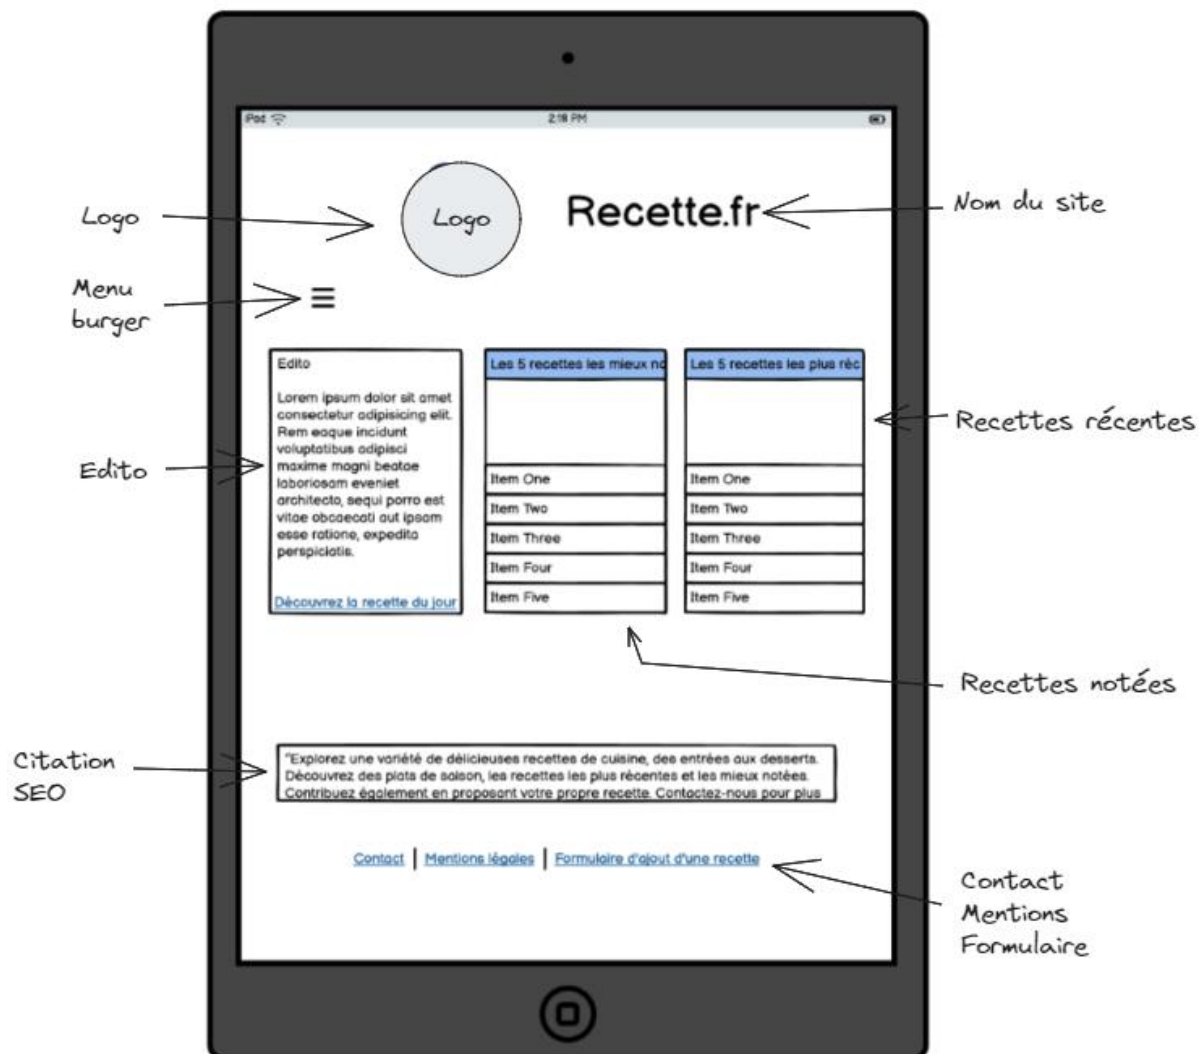 iPad
2:18 PM
Logo
Logo
Recette.fr
Nom du site
Menu
burger
Edito
Lorem ipsum dolor sit amet
consectetur adipisicing elit.
Rem eaque incidunt
voluptatibus adipisci
maxime magni beatae
laboriosam eveniet
architecto, sequi porro est
vitae obcaecati aut ipsam
esse ratione, expedita
perspiciatis.
Découvrez la recette du jour
Edito
Les 5 recettes les mieux no
Item One
Item Two
Item Three
Item Four
Item Five
Les 5 recettes les plus réc
Item One
Item Two
Item Three
Item Four
Item Five
Recettes récentes
Recettes notées
Citation
SEO
"Explorez une variété de délicieuses recettes de cuisine, des entrées aux desserts.
Découvrez des plats de saison, les recettes les plus récentes et les mieux notées.
Contribuez également en proposant votre propre recette. Contactez-nous pour plus
Contact | Mentions légales | Formulaire d'ajout d'une recette
Contact
Mentions
Formulaire